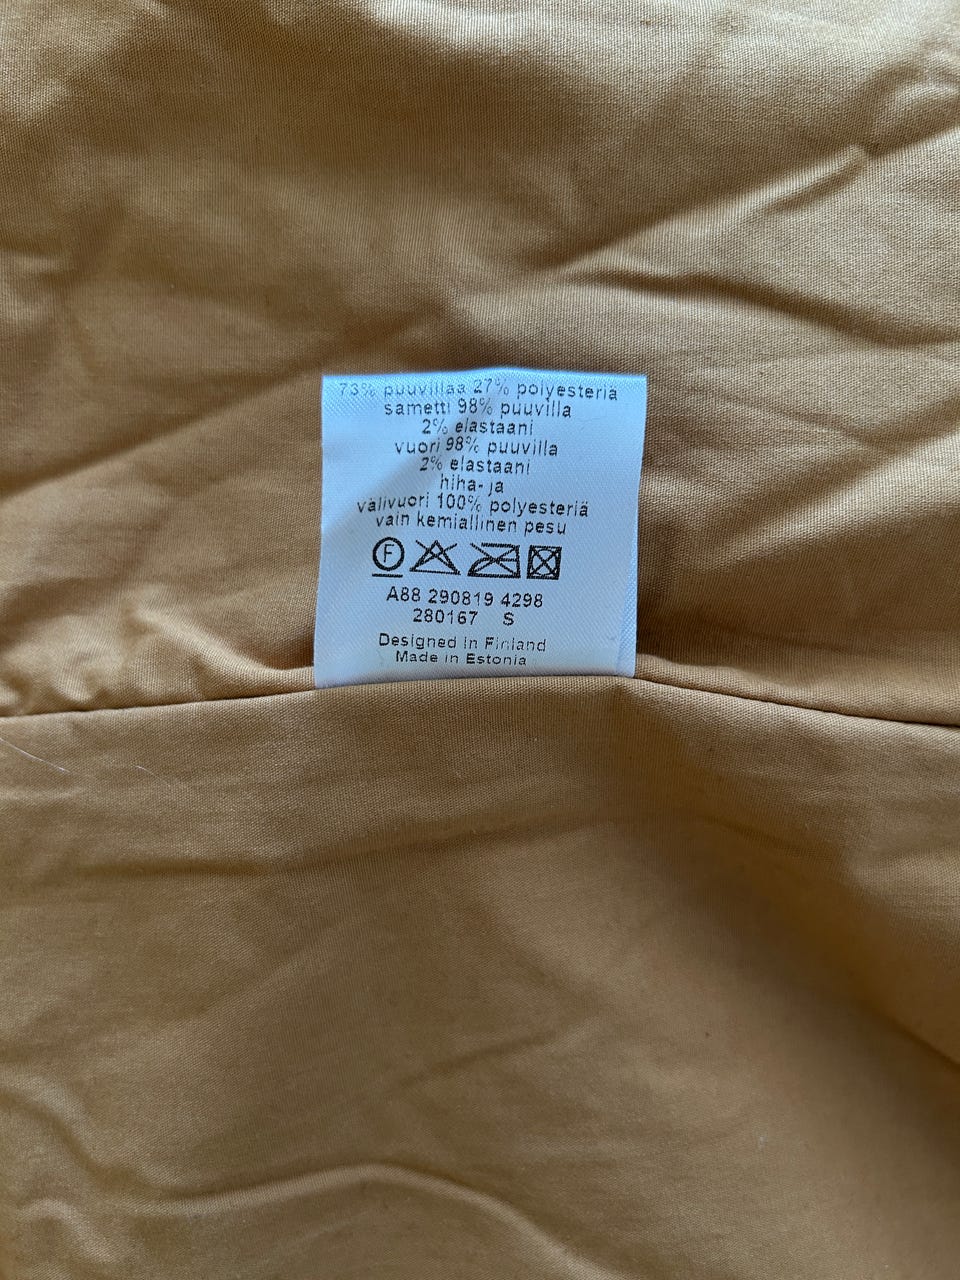 73% puuvillaa 27% polyesteriä
sametti 98% puuvilla
2% elastaani
vuori 98% puuvilla
2% elastaani
hiha- ja
välivuori 100% polyesteriä
vain kemiallinen pesu
F
A88 290819 4298
280167 S
Designed in Finland
Made in Estonia